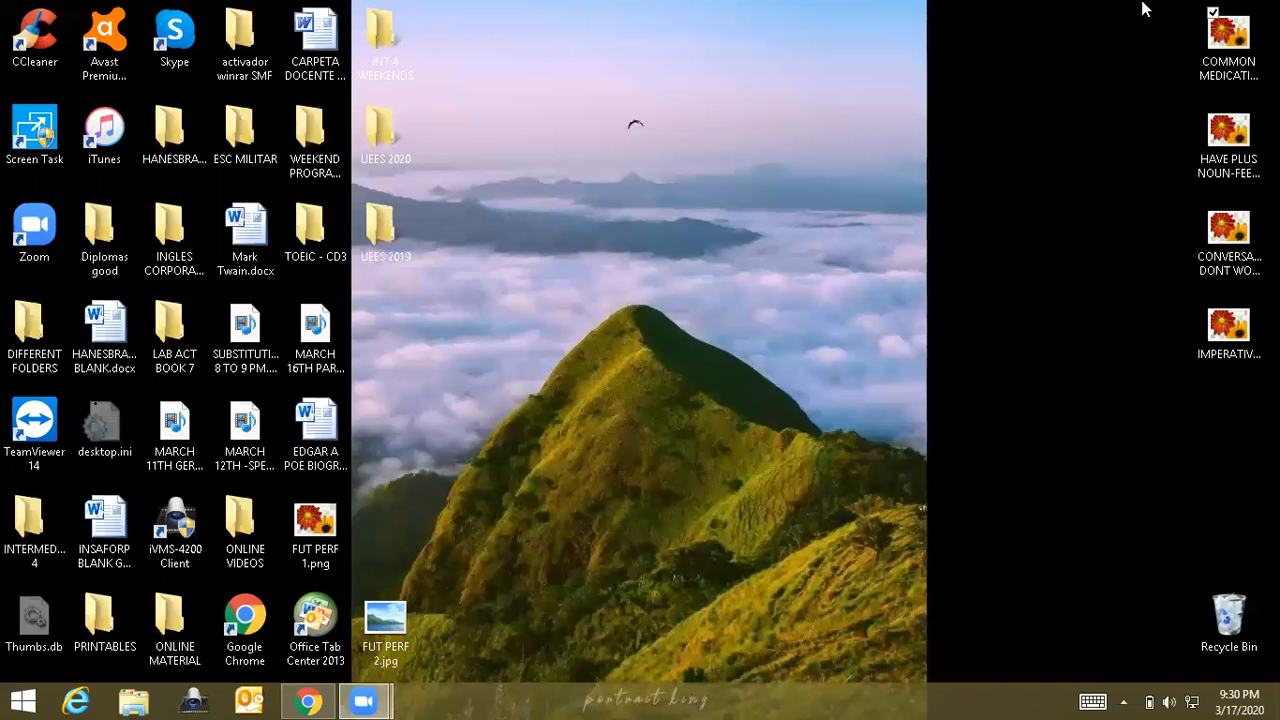 CCleaner
Avast
Premiu...
Skype
activador
winrar SMF
CARPETA
DOCENTE ...
INT 4
WEEKENDS
COMMON
MEDICATI...
Screen Task
iTunes
HANESBRA...
ESC MILITAR
WEEKEND
PROGRA...
UEES 2020
HAVE PLUS
NOUN-FEE...
Zoom
Diplomas
good
INGLES
CORPORA...
Mark
Twain.docx
TOEIC - CD3
UEES 2019
CONVERSA...
DONT WO...
DIFFERENT
FOLDERS
HANESBRA...
BLANK.docx
LAB ACT
BOOK 7
SUBSTITUTI...
8 TO 9 PM....
MARCH
16TH PAR...
IMPERATIV...
TeamViewer
14
desktop.ini
MARCH
11TH GER...
MARCH
12TH -SPE...
EDGAR A
POE BIOGR...
INTERMED...
4
INSAFORP
BLANK G...
iVMS-4200
Client
ONLINE
VIDEOS
FUT PERF
1.png
Thumbs.db
PRINTABLES
ONLINE
MATERIAL
Google
Chrome
Office Tab
Center 2013
FUT PERF
2.jpg
Recycle Bin
portrait king
9:30 PM
3/17/2020